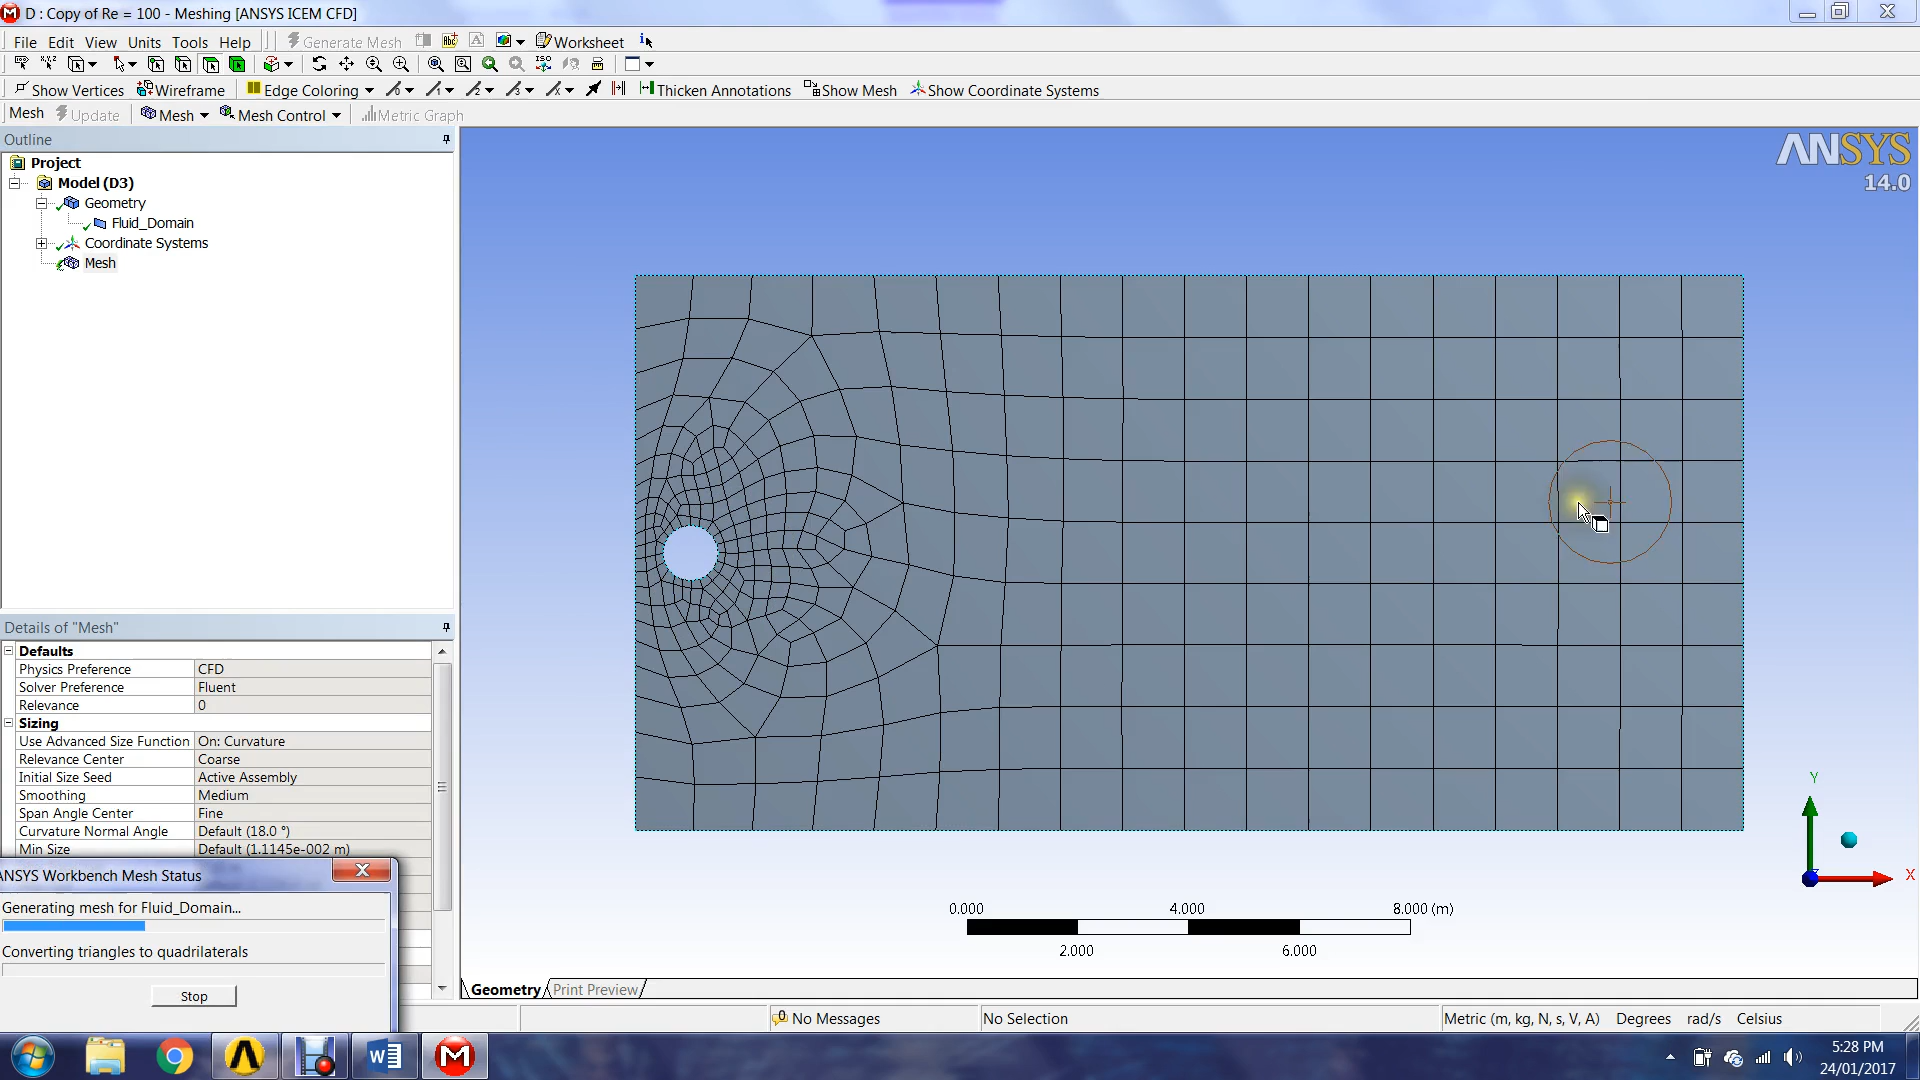 D : Copy of Re = 100 - Meshing [ANSYS ICEM CFD]
File Edit View Units Tools Help Generate Mesh Worksheet
Show Vertices Wireframe Edge Coloring Thicken Annotations Show Mesh Show Coordinate Systems
Mesh Update Mesh Mesh Control Metric Graph
Outline
Project
Model (D3)
Geometry
Fluid_Domain
Coordinate Systems
Mesh
ANSYS
14.0
Details of "Mesh"
Defaults
Physics Preference CFD
Solver Preference Fluent
Relevance 0
Sizing
Use Advanced Size Function On: Curvature
Relevance Center Coarse
Initial Size Seed Active Assembly
Smoothing Medium
Span Angle Center Fine
Curvature Normal Angle Default (18.0 °)
Min Size Default (1.1145e-002 m)
ANSYS Workbench Mesh Status
Generating mesh for Fluid_Domain...
Converting triangles to quadrilaterals
Stop
Y
X
0.000 4.000 8.000 (m)
2.000 6.000
Geometry Print Preview
No Messages No Selection Metric (m, kg, N, s, V, A) Degrees rad/s Celsius
5:28 PM
24/01/2017